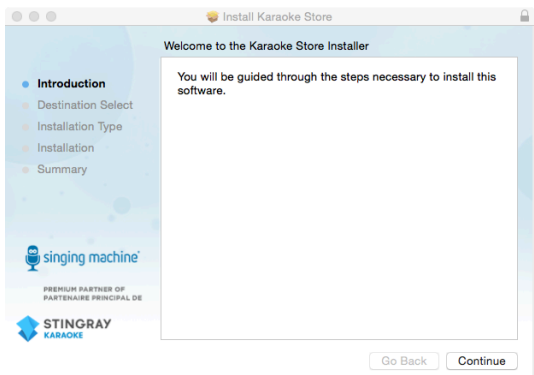 Install Karaoke Store
Welcome to the Karaoke Store Installer
Introduction
Destination Select
Installation Type
Installation
Summary
You will be guided through the steps necessary to install this
software.
singing machine
PREMIUM PARTNER OF
PARTENAIRE PRINCIPAL DE
STINGRAY
KARAOKE
Go Back
Continue